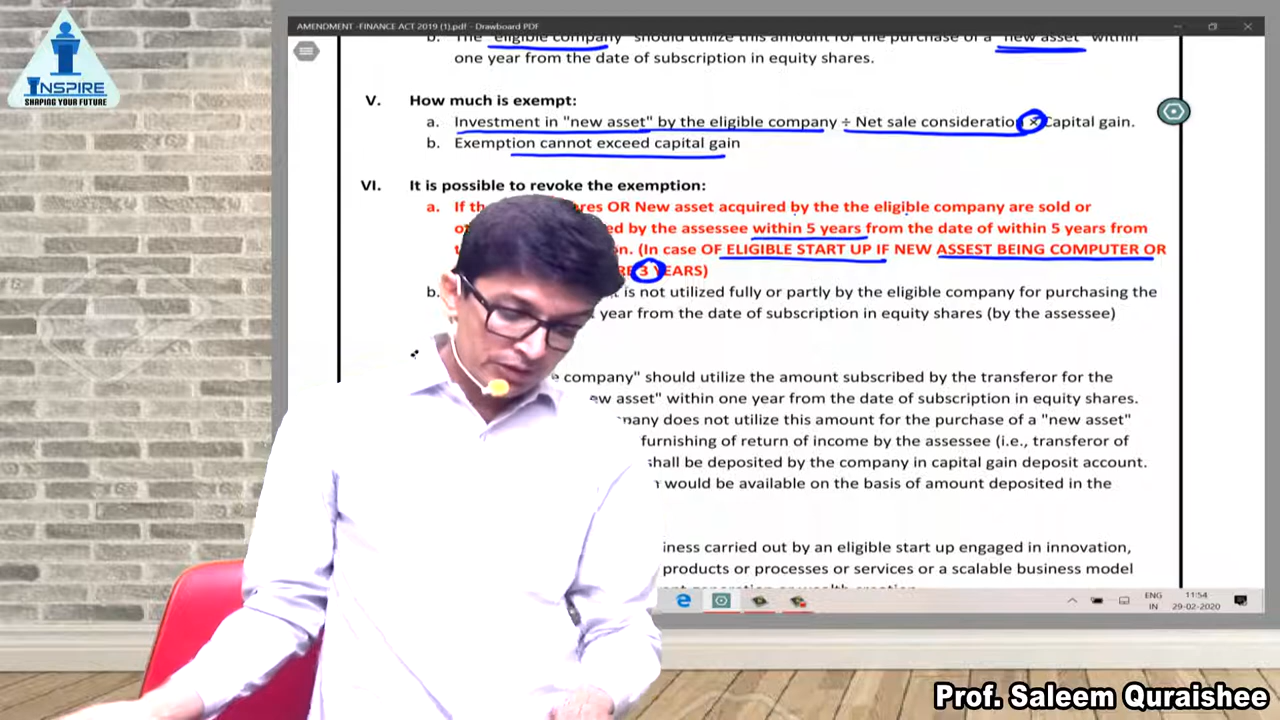 INSPIRE
SHAPING YOUR FUTURE
AMENDMENT -FINANCE ACT 2019 (1).pdf - Drawboard PDF
b. The "eligible company" should utilize this amount for the purchase of a "new asset" within
one year from the date of subscription in equity shares.
V. How much is exempt:
a. Investment in "new asset" by the eligible company ÷ Net sale consideration × Capital gain.
b. Exemption cannot exceed capital gain
VI. It is possible to revoke the exemption:
a. If th res OR New asset acquired by the the eligible company are sold or
ed by the assessee within 5 years from the date of within 5 years from
n. (In case OF ELIGIBLE START UP IF NEW ASSEST BEING COMPUTER OR
RE 3 YEARS)
b. is not utilized fully or partly by the eligible company for purchasing the
year from the date of subscription in equity shares (by the assessee)
e company" should utilize the amount subscribed by the transferor for the
ew asset" within one year from the date of subscription in equity shares.
pany does not utilize this amount for the purchase of a "new asset"
furnishing of return of income by the assessee (i.e., transferor of
shall be deposited by the company in capital gain deposit account.
would be available on the basis of amount deposited in the
iness carried out by an eligible start up engaged in innovation,
products or processes or services or a scalable business model
ENG
IN
11:54
29-02-2020
Prof. Saleem Quraishee